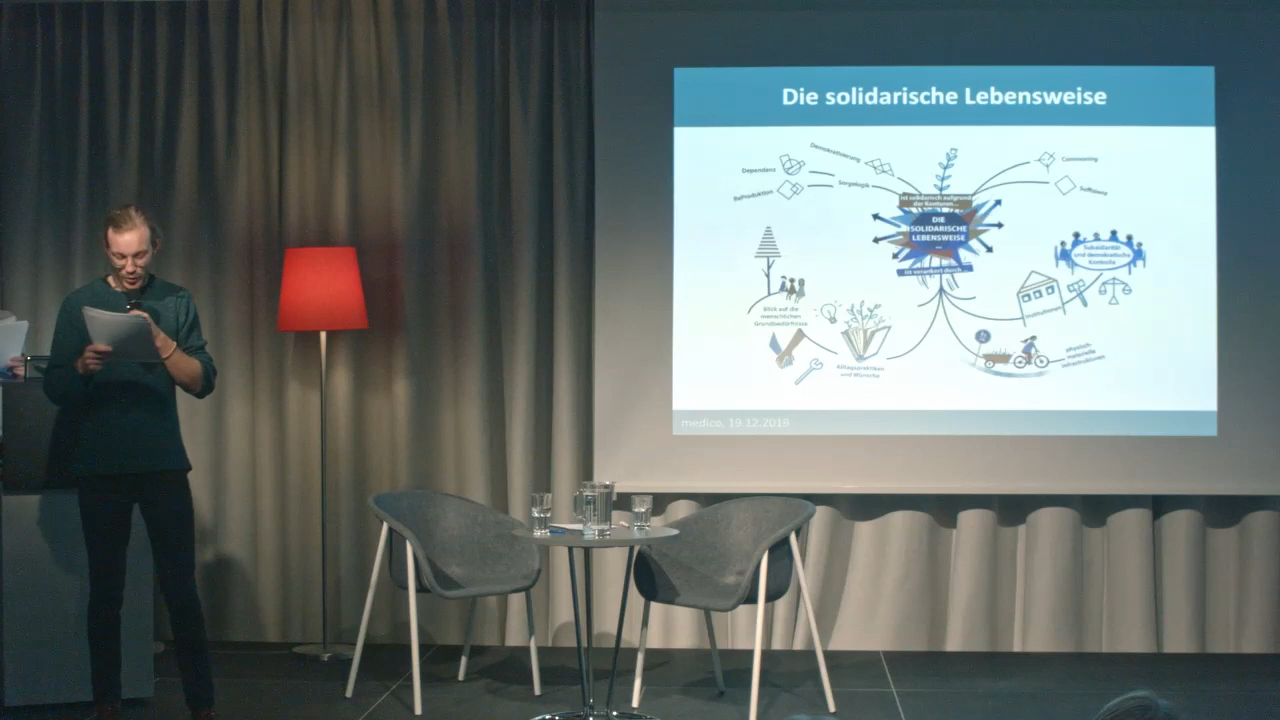 Die solidarische Lebensweise
Demokratisierung
Dependenz
Sorgelogik
ReProduktion
Commoning
Suffizienz
ist solidarisch aufgrund
der Konturen...
DIE
SOLIDARISCHE
LEBENSWEISE
...
ist verankert durch ...
Subsidiarität
und demokratische
Kontrolle
Institutionen
Blick auf die
menschlichen
Grundbedürfnisse
Alltagspraktiken
und Wünsche
physisch-
materielle
Infrastrukturen
medico, 19.12.2019